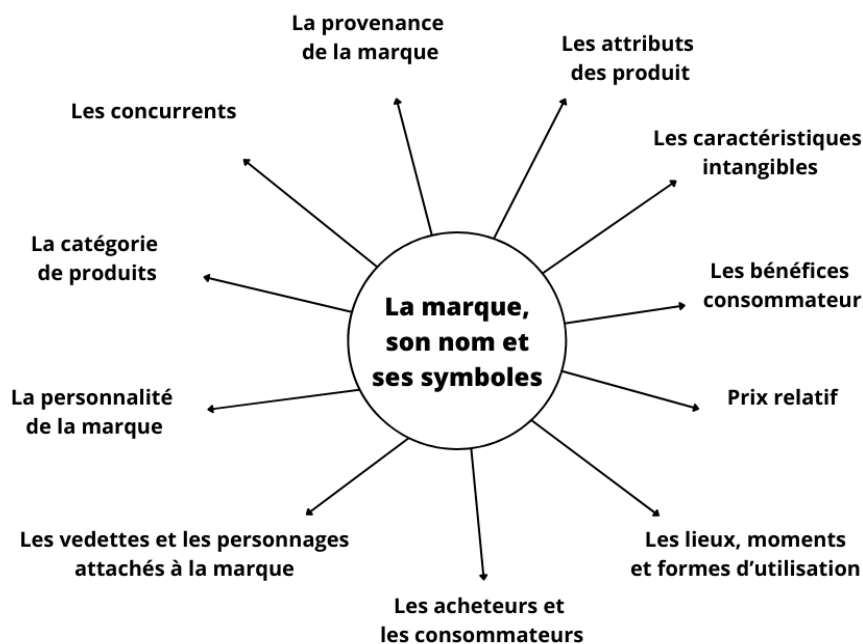 La provenance
de la marque
Les attributs
des produit
Les concurrents
Les caractéristiques
intangibles
La catégorie
de produits
Les bénéfices
consommateur
La marque,
son nom et
ses symboles
La personnalité
de la marque
Prix relatif
Les vedettes et les personnages
attachés à la marque
Les lieux, moments
et formes d’utilisation
Les acheteurs et
les consommateurs